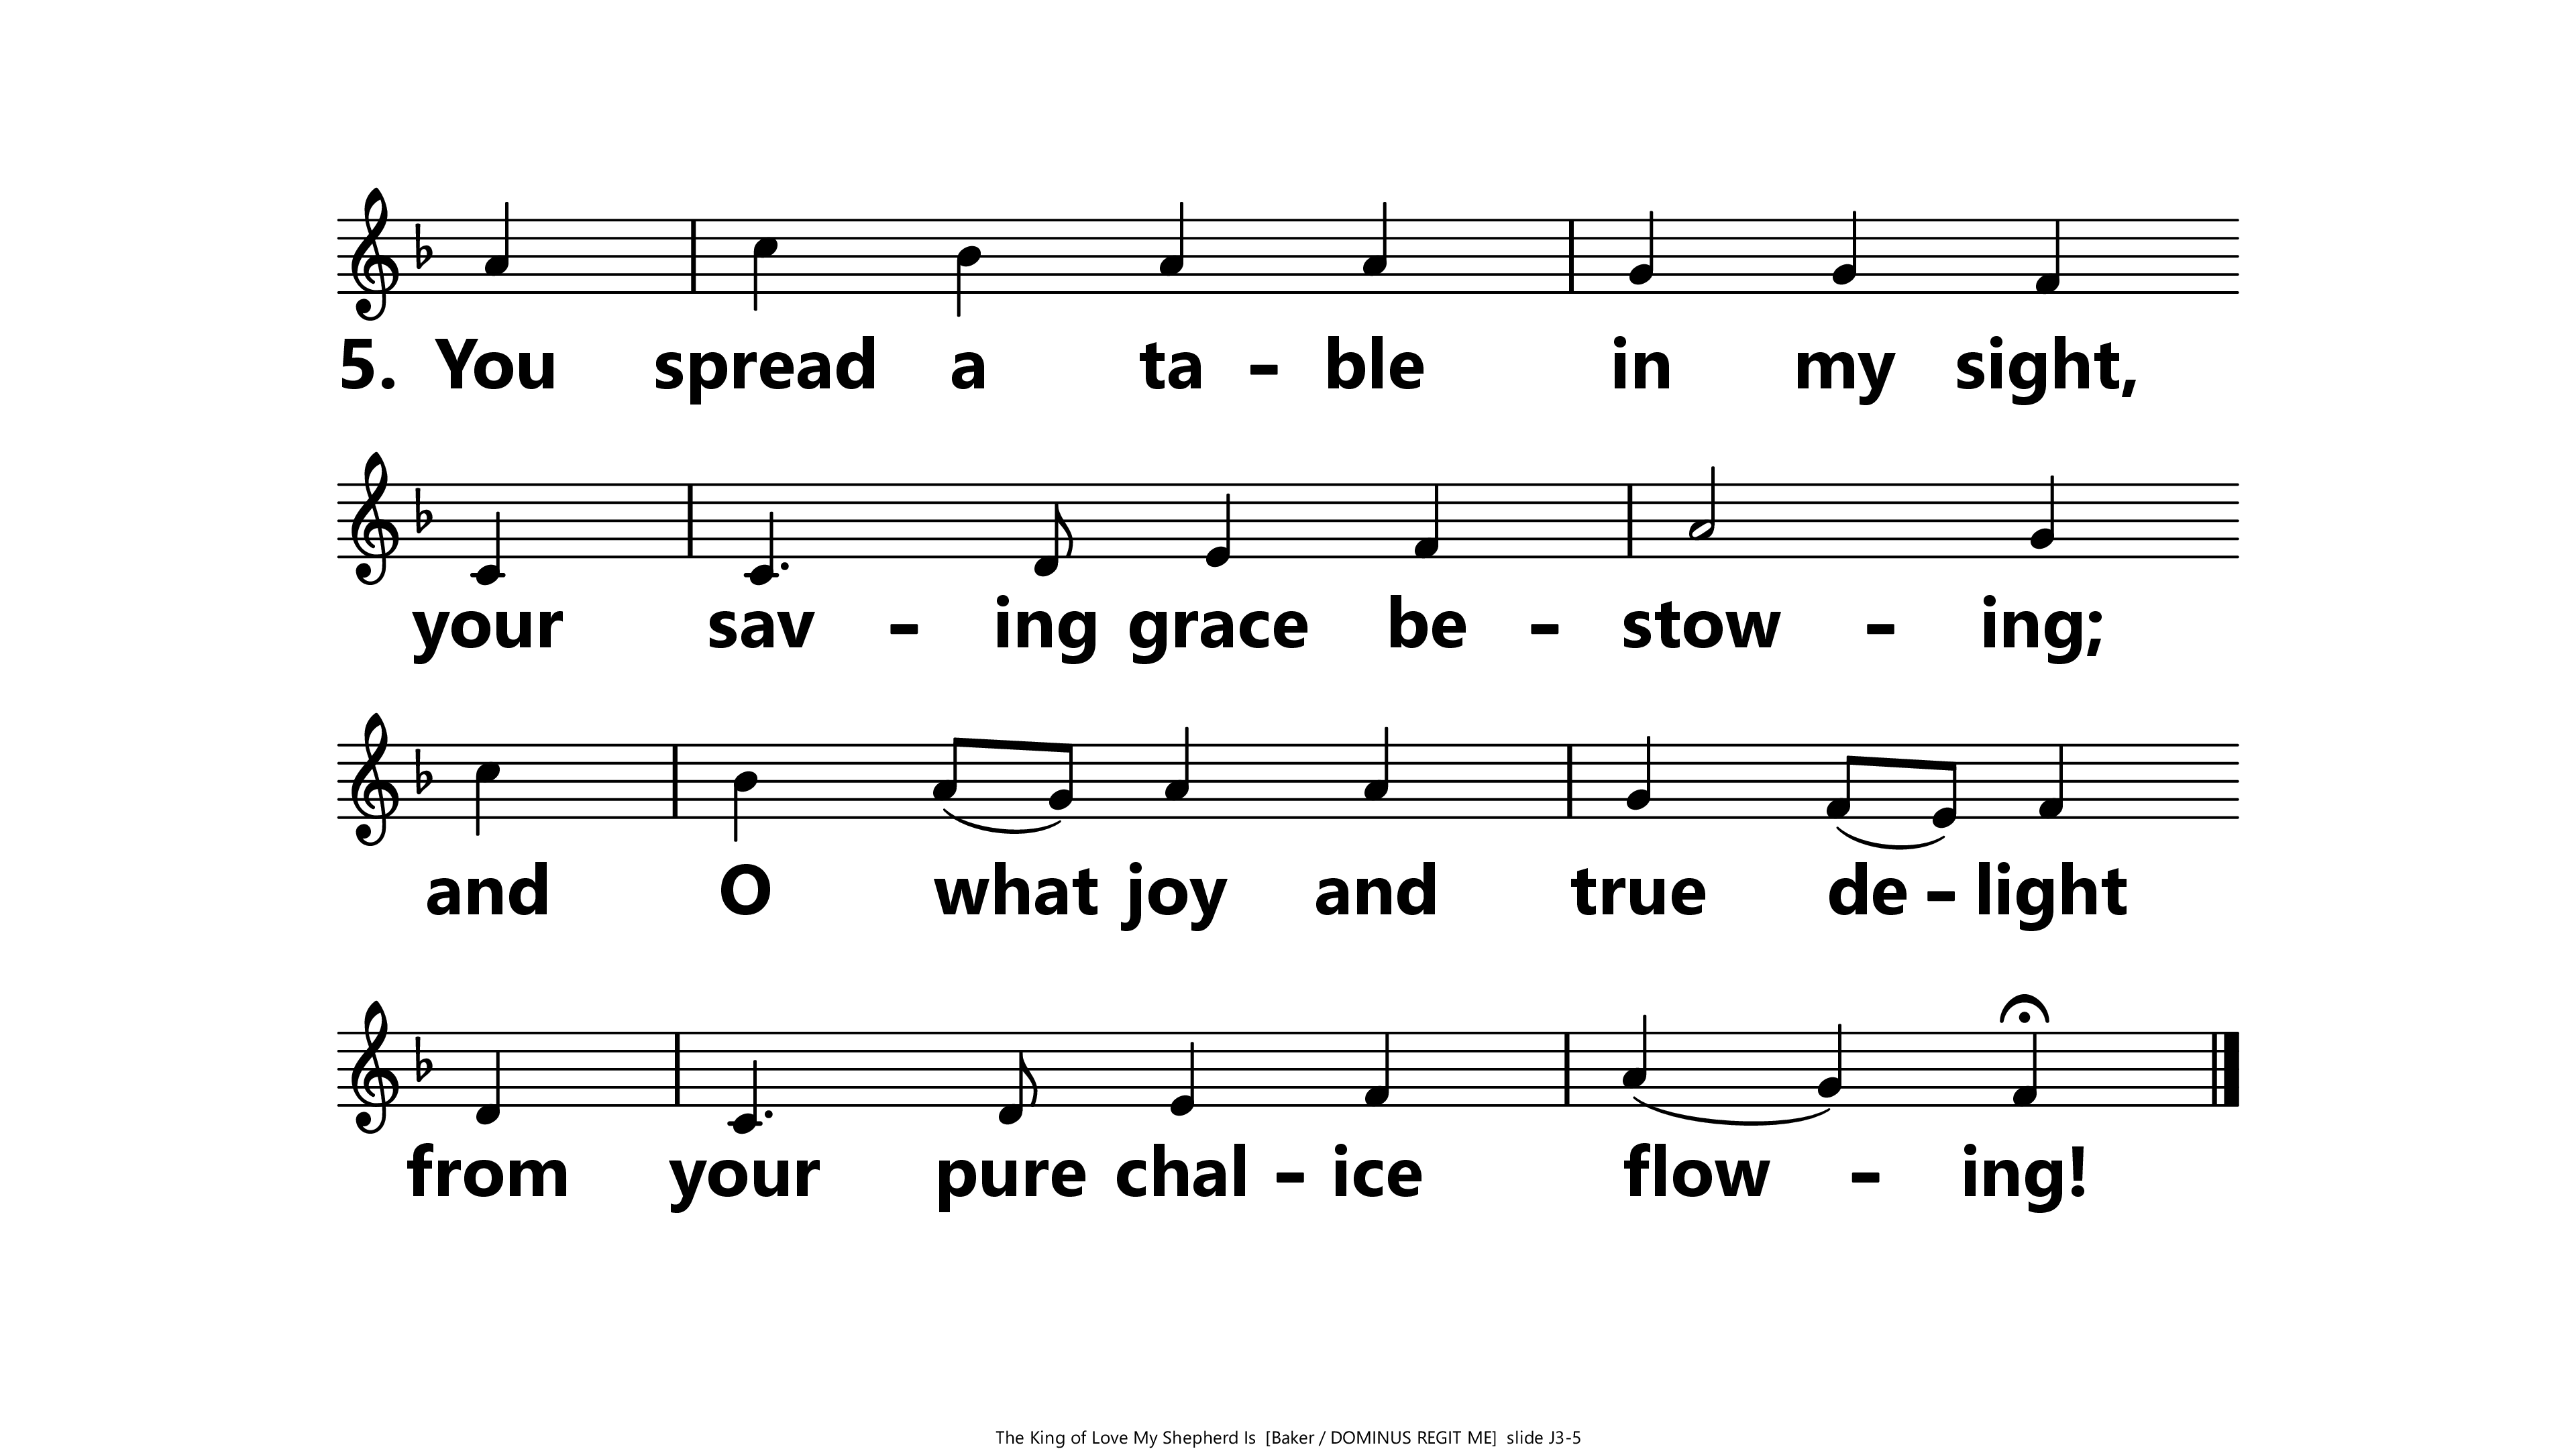 5. You spread a ta - ble in my sight,
your sav - ing grace be - stow - ing;
and O what joy and true de - light
from your pure chal - ice flow - ing!
The King of Love My Shepherd Is [Baker / DOMINUS REGIT ME] slide J3-5